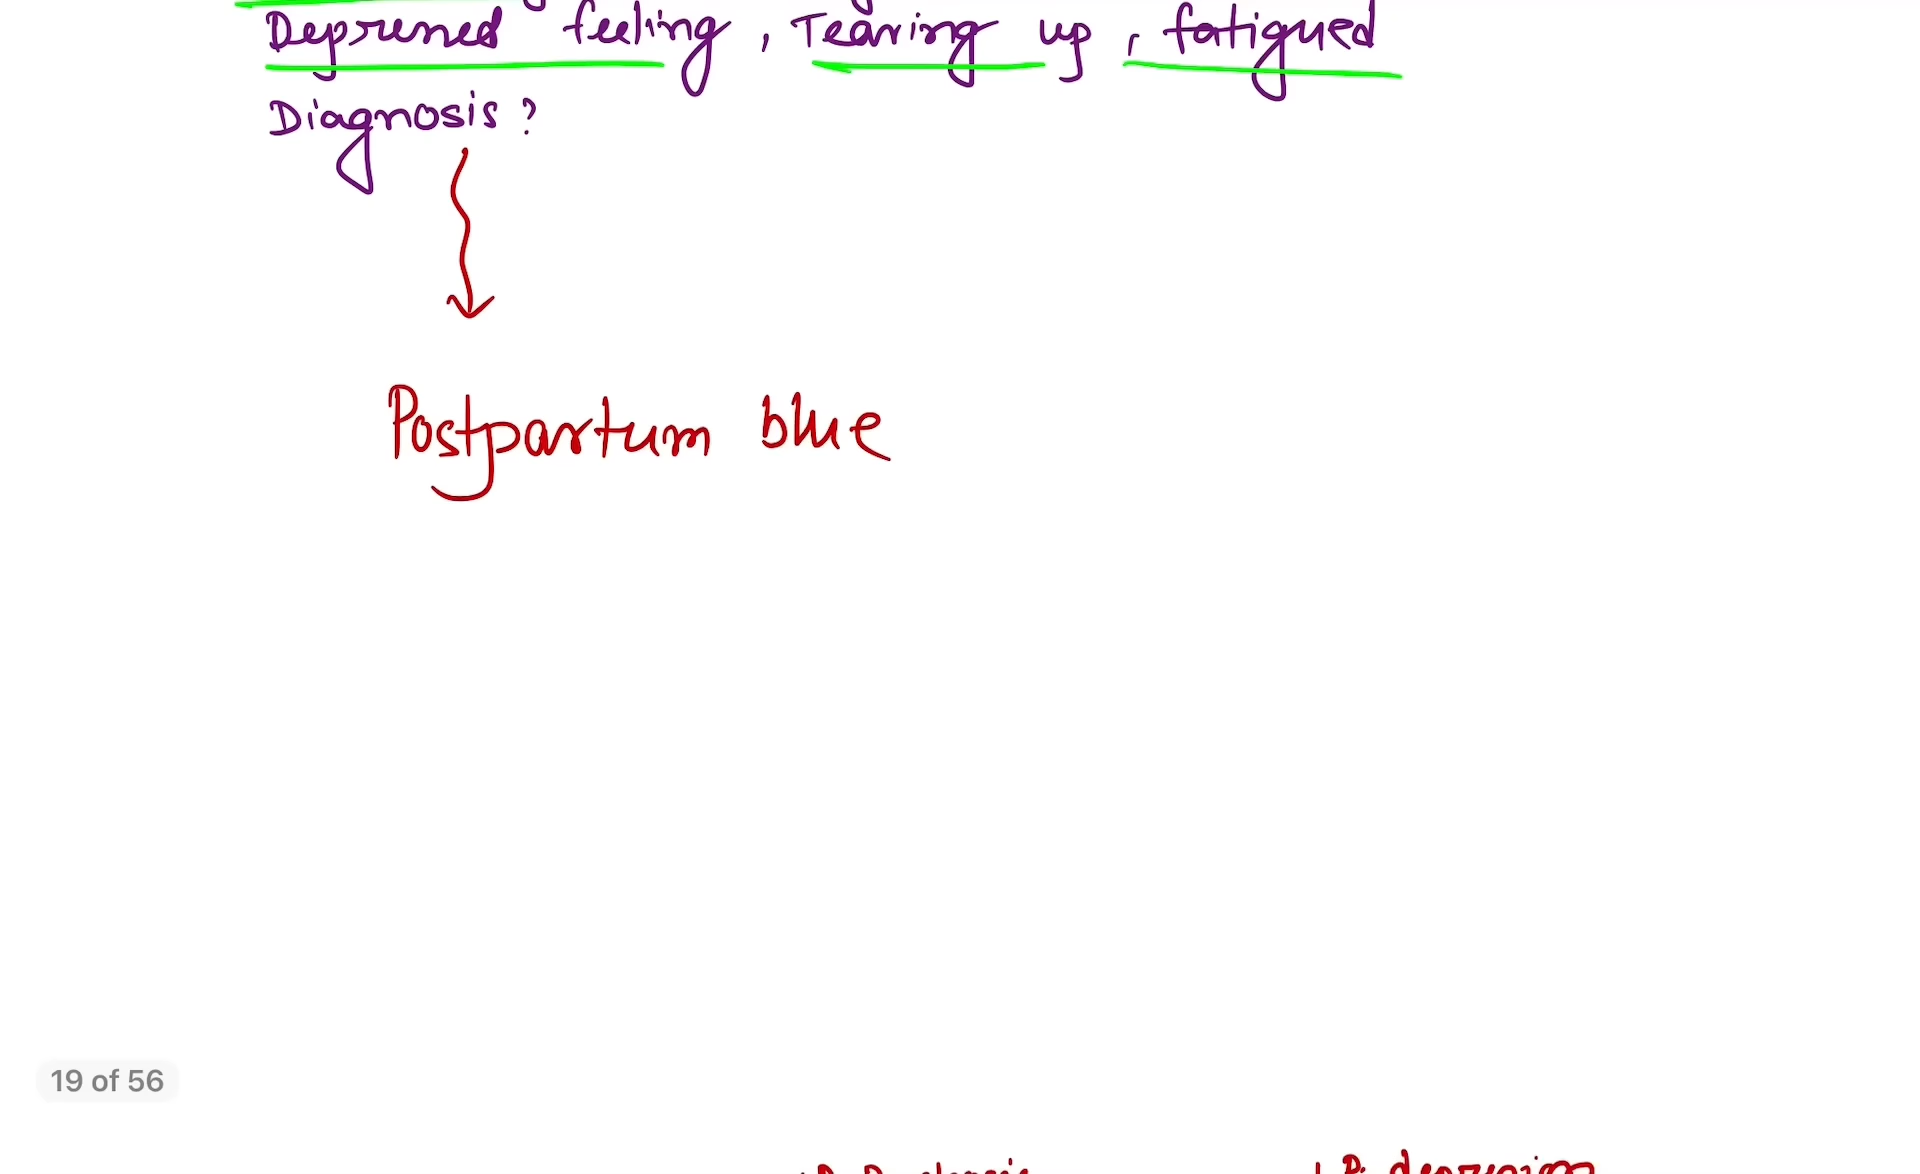 Depressed feeling, Tearing up, fatigued
Diagnosis?
Postpartum blue
19 of 56